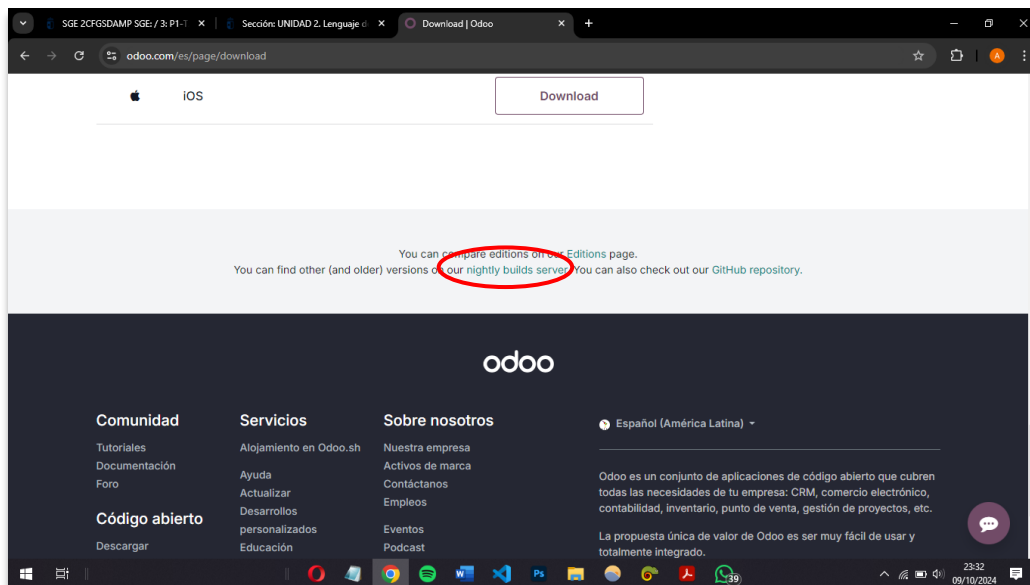 SGE 2CFGSDAMP SGE: / 3: P1-T
Sección: UNIDAD 2. Lenguaje d
Download | Odoo
odoo.com/es/page/download
A
iOS
Download
You can compare editions on our Editions page.
You can find other (and older) versions on our nightly builds server. You can also check out our GitHub repository.
odoo
Comunidad
Tutoriales
Documentación
Foro
Código abierto
Descargar
Servicios
Alojamiento en Odoo.sh
Ayuda
Actualizar
Desarrollos
personalizados
Educación
Sobre nosotros
Nuestra empresa
Activos de marca
Contáctanos
Empleos
Eventos
Podcast
Español (América Latina)
Odoo es un conjunto de aplicaciones de código abierto que cubren
todas las necesidades de tu empresa: CRM, comercio electrónico,
contabilidad, inventario, punto de venta, gestión de proyectos, etc.
La propuesta única de valor de Odoo es ser muy fácil de usar y
totalmente integrado.
W
Ps
39
23:32
09/10/2024